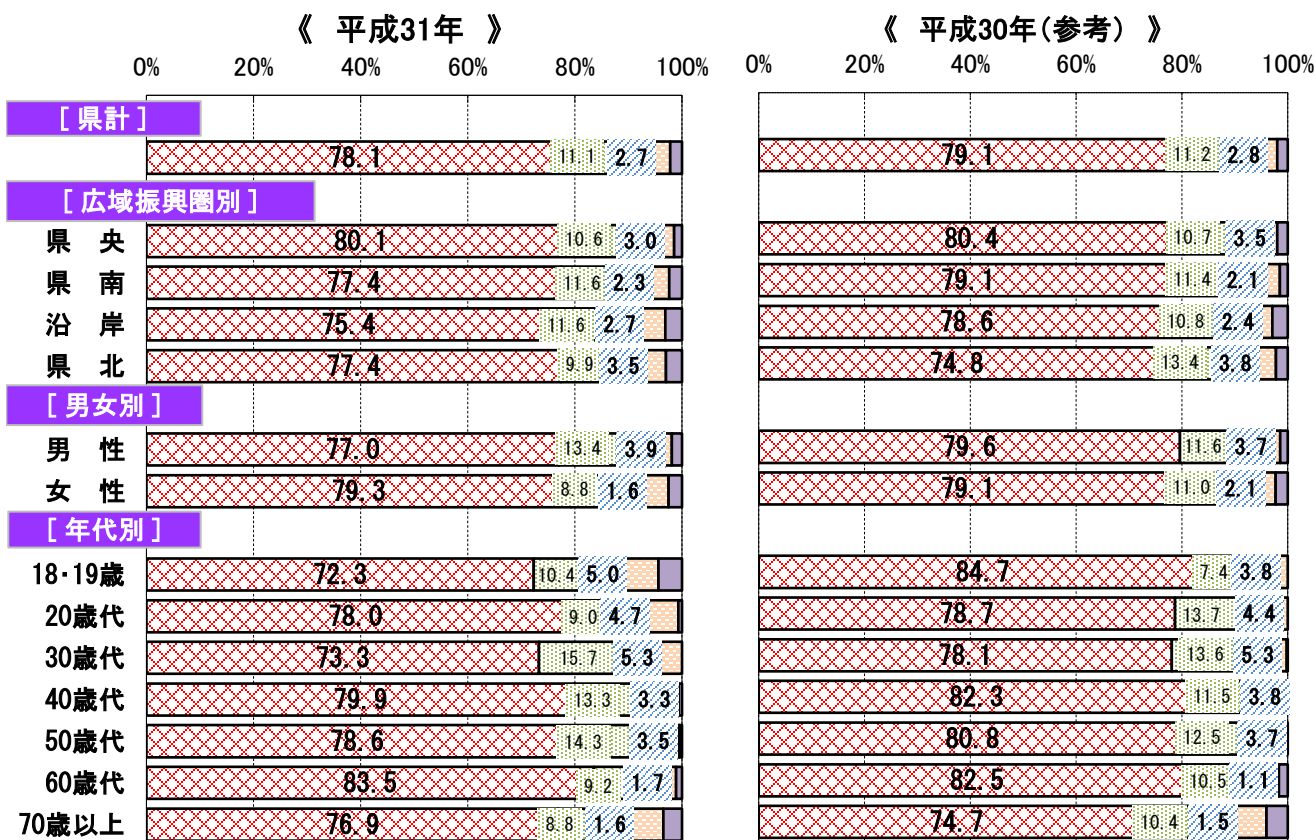 《 平成31年 》 《 平成30年（参考） 》
0% 20% 40% 60% 80% 100% 0% 20% 40% 60% 80% 100%
[ 県計 ]
78.1 11.1 2.7 79.1 11.2 2.8
[ 広域振興圏別 ]
県 央 80.1 10.6 3.0 80.4 10.7 3.5
県 南 77.4 11.6 2.3 79.1 11.4 2.1
沿 岸 75.4 11.6 2.7 78.6 10.8 2.4
県 北 77.4 9.9 3.5 74.8 13.4 3.8
[ 男女別 ]
男 性 77.0 13.4 3.9 79.6 11.6 3.7
女 性 79.3 8.8 1.6 79.1 11.0 2.1
[ 年代別 ]
18・19歳 72.3 10.4 5.0 84.7 7.4 3.8
20歳代 78.0 9.0 4.7 78.7 13.7 4.4
30歳代 73.3 15.7 5.3 78.1 13.6 5.3
40歳代 79.9 13.3 3.3 82.3 11.5 3.8
50歳代 78.6 14.3 3.5 80.8 12.5 3.7
60歳代 83.5 9.2 1.7 82.5 10.5 1.1
70歳以上 76.9 8.8 1.6 74.7 10.4 1.5